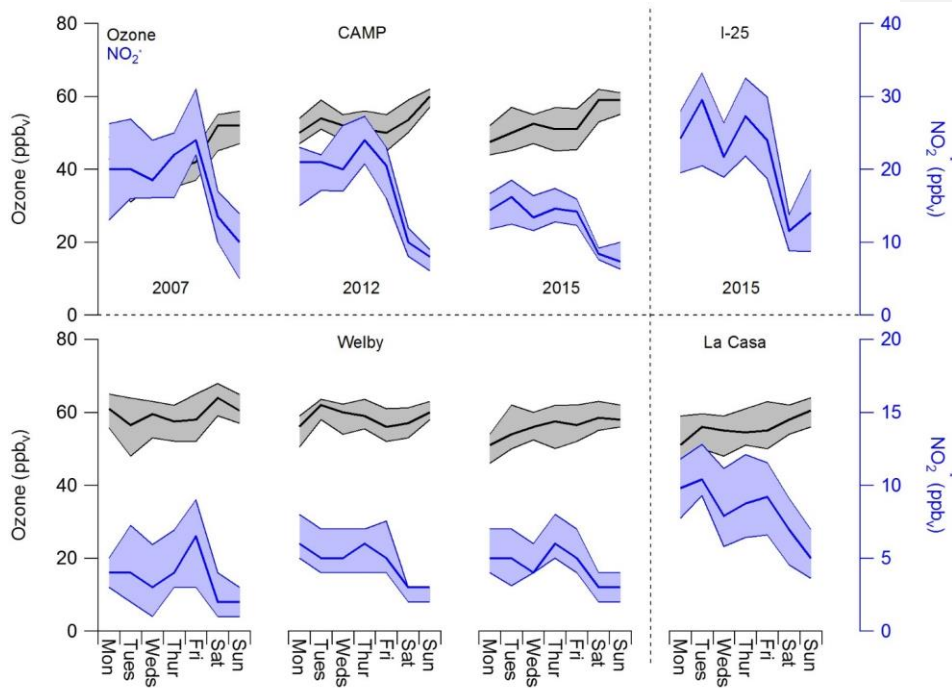 80
60
40
20
0
Ozone (ppbᵥ)
Ozone
NO₂*
CAMP
I-25
2007
2012
2015
2015
40
30
20
10
0
NO₂* (ppbᵥ)
80
60
40
20
0
Ozone (ppbᵥ)
Welby
La Casa
20
15
10
5
0
NO₂* (ppbᵥ)
Mon Tues Weds Thur Fri Sat Sun
Mon Tues Weds Thur Fri Sat Sun
Mon Tues Weds Thur Fri Sat Sun
Mon Tues Weds Thur Fri Sat Sun